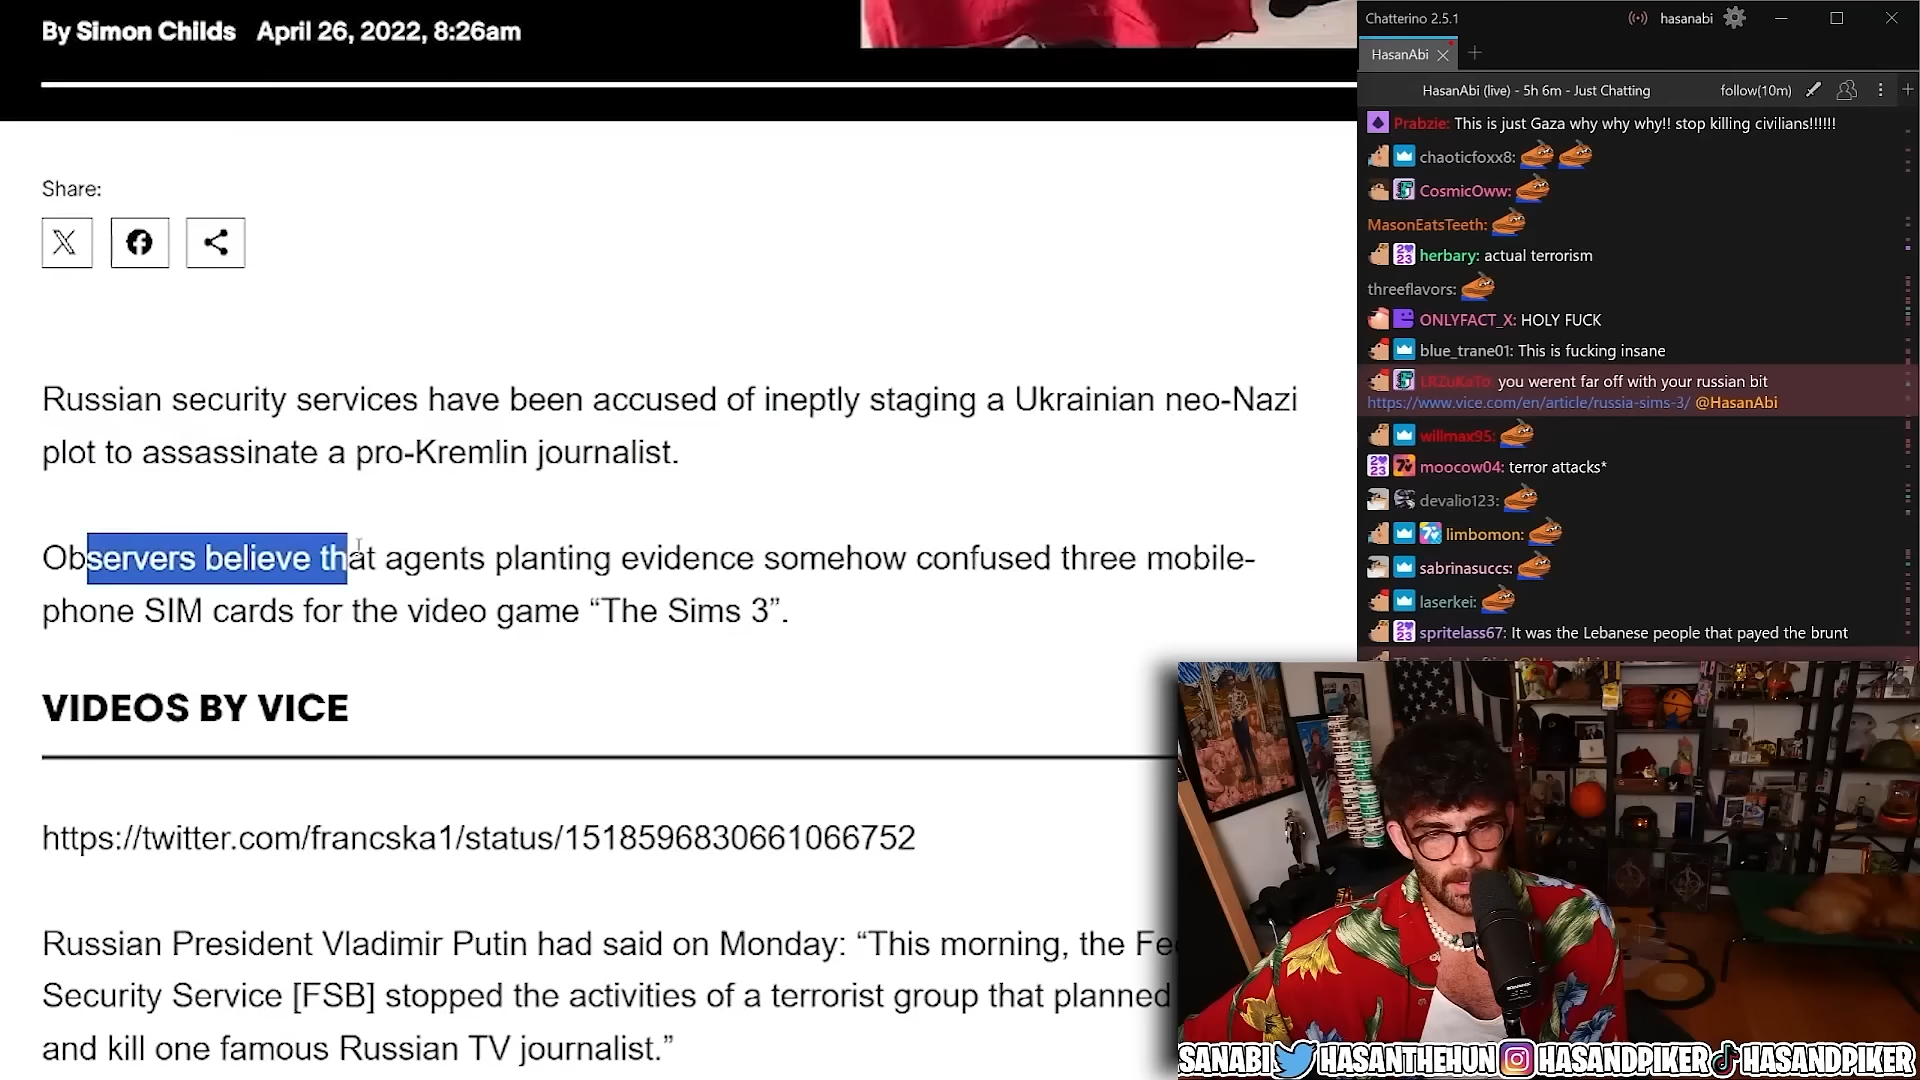 By Simon Childs April 26, 2022, 8:26am
Share:
Russian security services have been accused of ineptly staging a Ukrainian neo-Nazi
plot to assassinate a pro-Kremlin journalist.
Observers believe that agents planting evidence somehow confused three mobile-
phone SIM cards for the video game “The Sims 3”.
VIDEOS BY VICE
https://twitter.com/francska1/status/1518596830661066752
Russian President Vladimir Putin had said on Monday: “This morning, the Fe
Security Service [FSB] stopped the activities of a terrorist group that planned
and kill one famous Russian TV journalist.”
Chatterino 2.5.1
hasanabi
HasanAbi
HasanAbi (live) - 5h 6m - Just Chatting
follow(10m)
Prabzie: This is just Gaza why why why!! stop killing civilians!!!!!!
chaoticfoxx8:
CosmicOww:
MasonEatsTeeth:
herbary: actual terrorism
threeflavors:
ONLYFACT_X: HOLY FUCK
blue_trane01: This is fucking insane
LRZuKaTo: you werent far off with your russian bit
https://www.vice.com/en/article/russia-sims-3/ @HasanAbi
willmax95:
moocow04: terror attacks*
devalio123:
limbomon:
sabrinasuccs:
laserkei:
spritelass67: It was the Lebanese people that payed the brunt
SANABI HASANTHEHUN HASANDPIKER HASANDPIKER